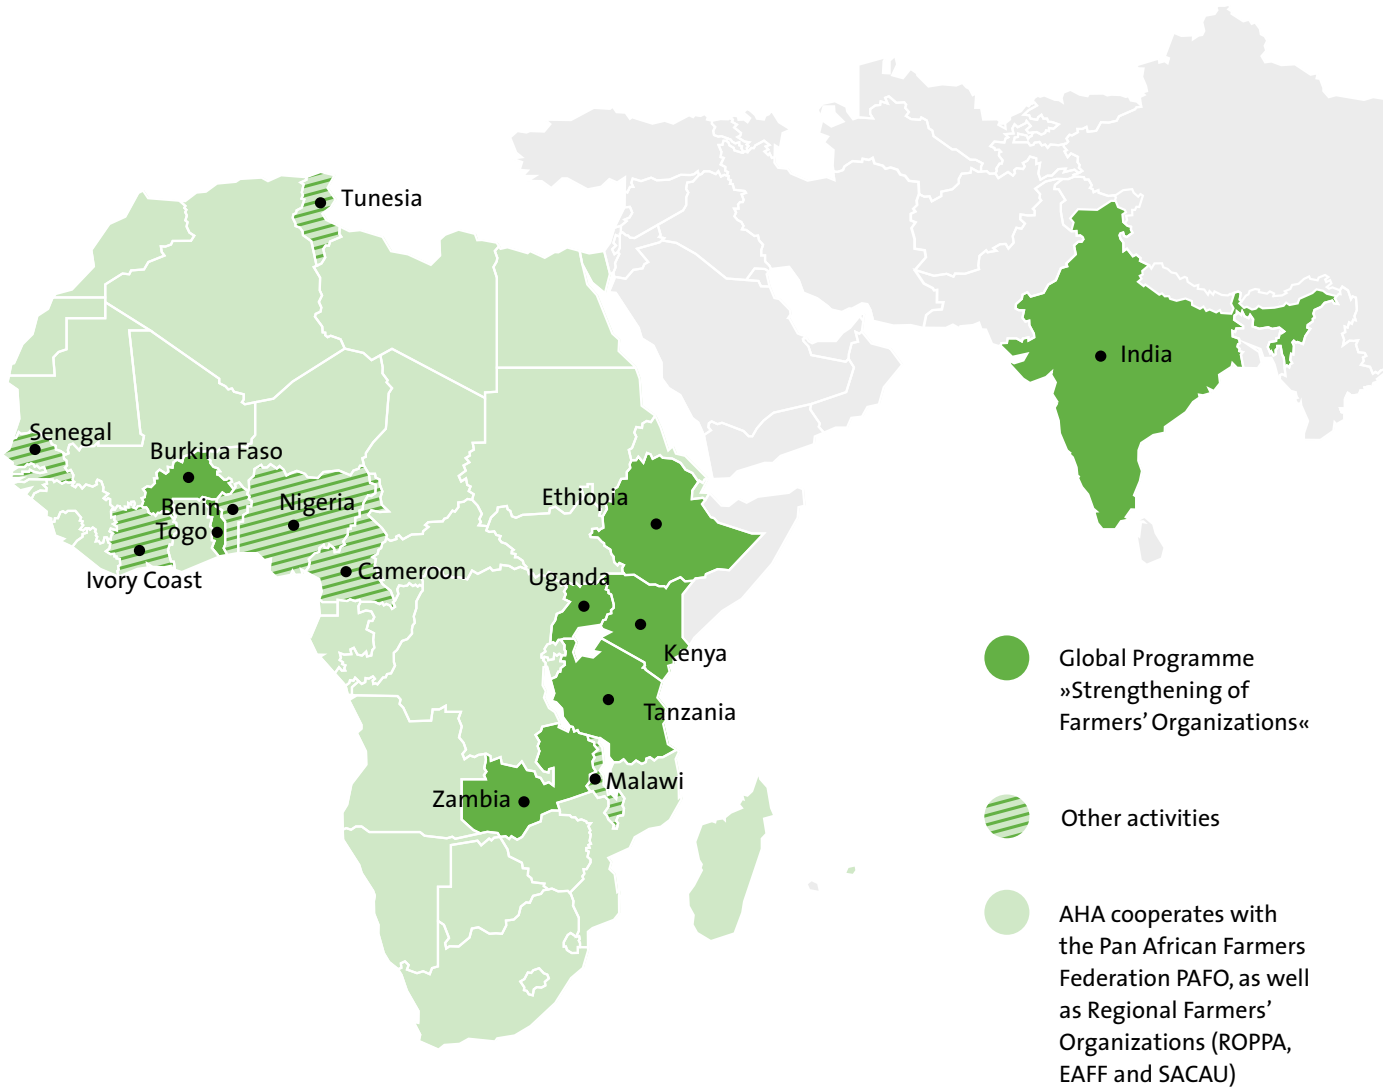 Tunesia
India
Senegal
Burkina Faso
Ethiopia
Benin
Nigeria
Togo
Ivory Coast
Cameroon
Uganda
Kenya
Tanzania
Malawi
Zambia
Global Programme
»Strengthening of
Farmers’ Organizations«
Other activities
AHA cooperates with
the Pan African Farmers
Federation PAFO, as well
as Regional Farmers’
Organizations (ROPPA,
EAFF and SACAU)